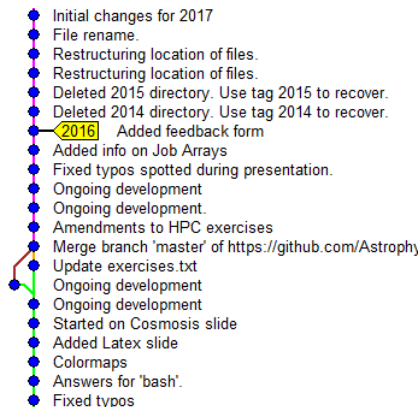 Initial changes for 2017
File rename.
Restructuring location of files.
Restructuring location of files.
Deleted 2015 directory. Use tag 2015 to recover.
Deleted 2014 directory. Use tag 2014 to recover.
2016 Added feedback form
Added info on Job Arrays
Fixed typos spotted during presentation.
Ongoing development
Ongoing development.
Amendments to HPC exercises
Merge branch 'master' of https://github.com/Astrophy
Update exercises.txt
Ongoing development
Ongoing development
Started on Cosmosis slide
Added Latex slide
Colormaps
Answers for 'bash'.
Fixed typos